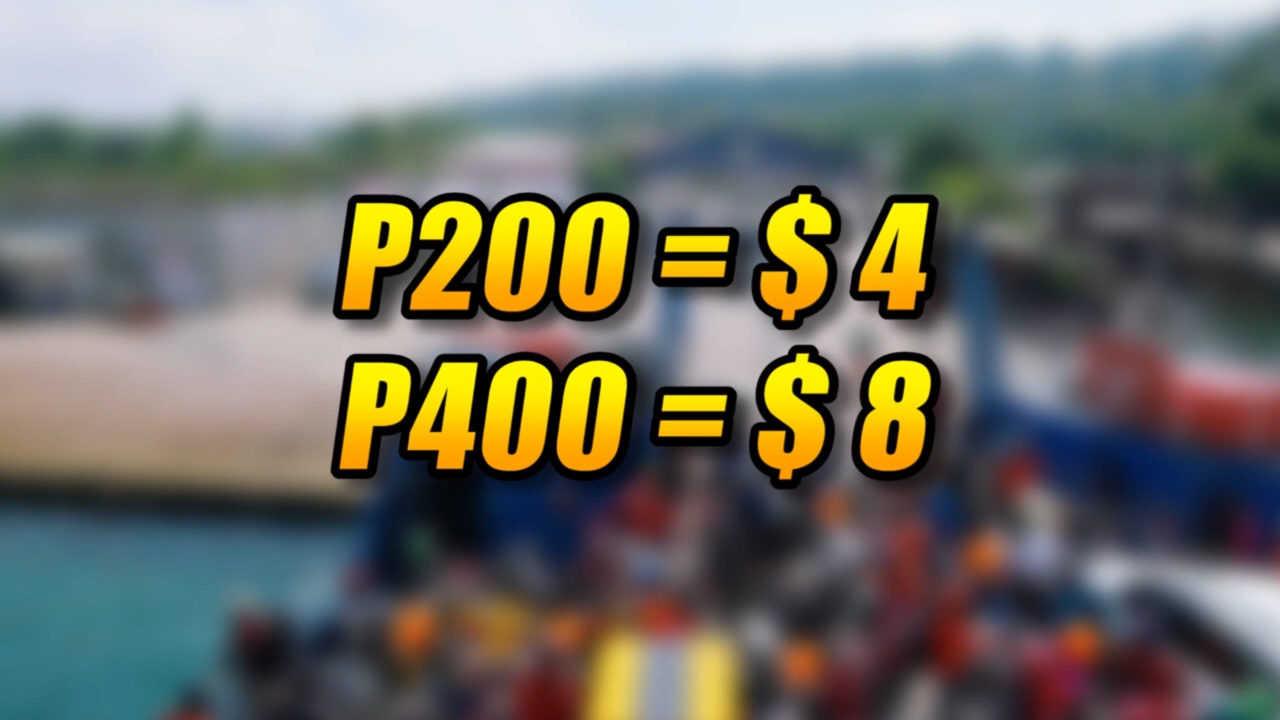 P200 = $ 4
P400 = $ 8